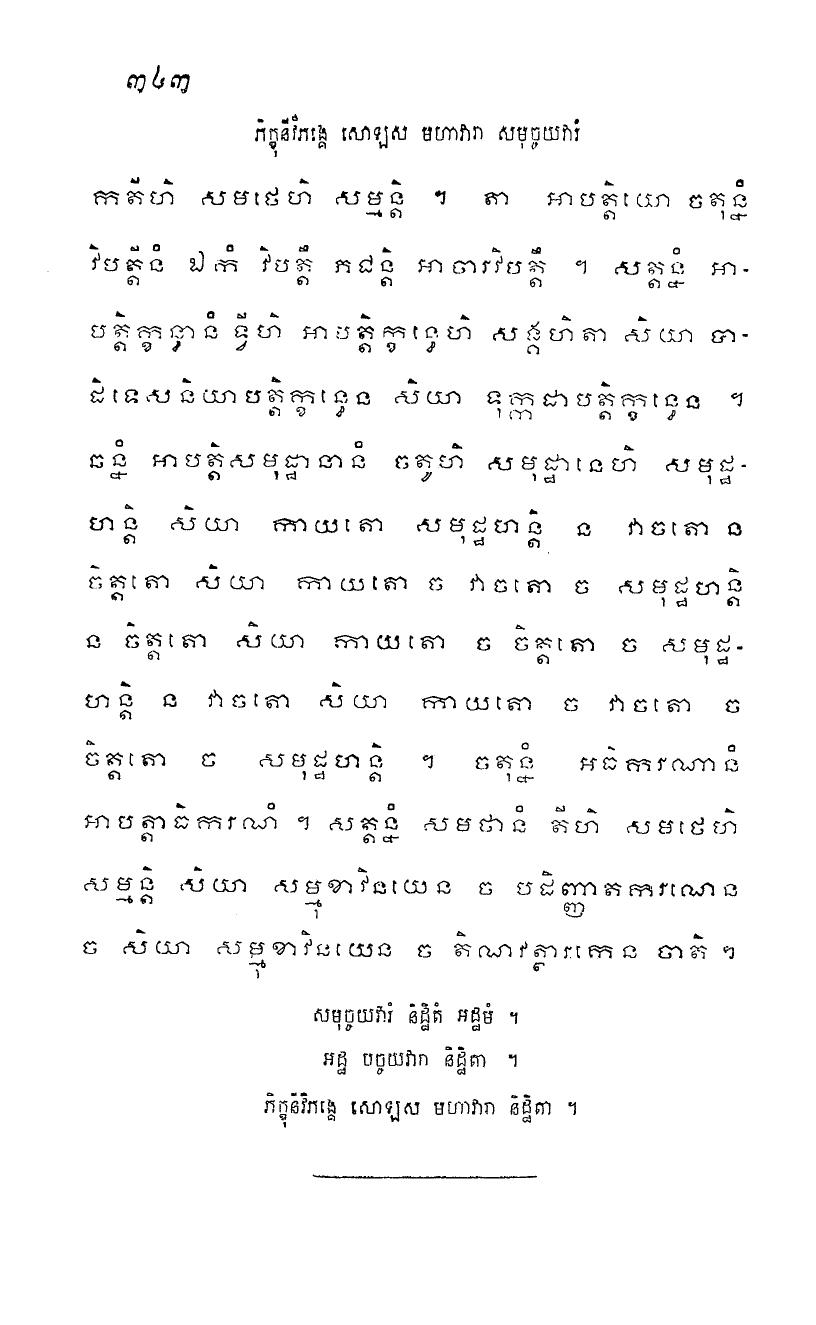 ៣៤៣
ភិក្ខុនីវិភង្គេ សោឡស មហាវារា សមុច្ចយវារំ
កតីហិ សមថេហិ សម្មន្តិ ។ តា អាបត្តិយោ ចតុន្នំ
វិបត្តីនំ ឯកំ វិបត្តឹ ភជន្តិ អាចារវិបត្តឹ ។ សត្តន្នំ អា-
បត្តិក្ខន្ធានំ ទ្វីហិ អាបត្តិក្ខន្ធេហិ សង្គហិតា សិយា បា-
ដិទេសនិយាបត្តិក្ខន្ធេន សិយា ទុក្កដាបត្តិក្ខន្ធេន ។
ឆន្នំ អាបត្តិសមុដ្ឋានានំ ចតូហិ សមុដ្ឋានេហិ សមុដ្ឋ-
ហន្តិ សិយា កាយតោ សមុដ្ឋហន្តិ ន វាចតោ ន
ចិត្តតោ សិយា កាយតោ ច វាចតោ ច សមុដ្ឋហន្តិ
ន ចិត្តតោ សិយា កាយតោ ច ចិត្តតោ ច សមុដ្ឋ-
ហន្តិ ន វាចតោ សិយា កាយតោ ច វាចតោ ច
ចិត្តតោ ច សមុដ្ឋហន្តិ ។ ចតុន្នំ អធិករណានំ
អាបត្តាធិករណំ ។ សត្តន្នំ សមថានំ តីហិ សមថេហិ
សម្មន្តិ សិយា សម្មុខាវិនយេន ច បដិញ្ញាតករណេន
ច សិយា សម្មុខាវិនយេន ច តិណវត្ថារកេន ចាតិ ។
សមុច្ចយវារំ និដ្ឋិតំ អដ្ឋមំ ។
អដ្ឋ បច្ចយវារា និដ្ឋិតា ។
ភិក្ខុនីវិភង្គេ សោឡស មហាវារា និដ្ឋិតា ។